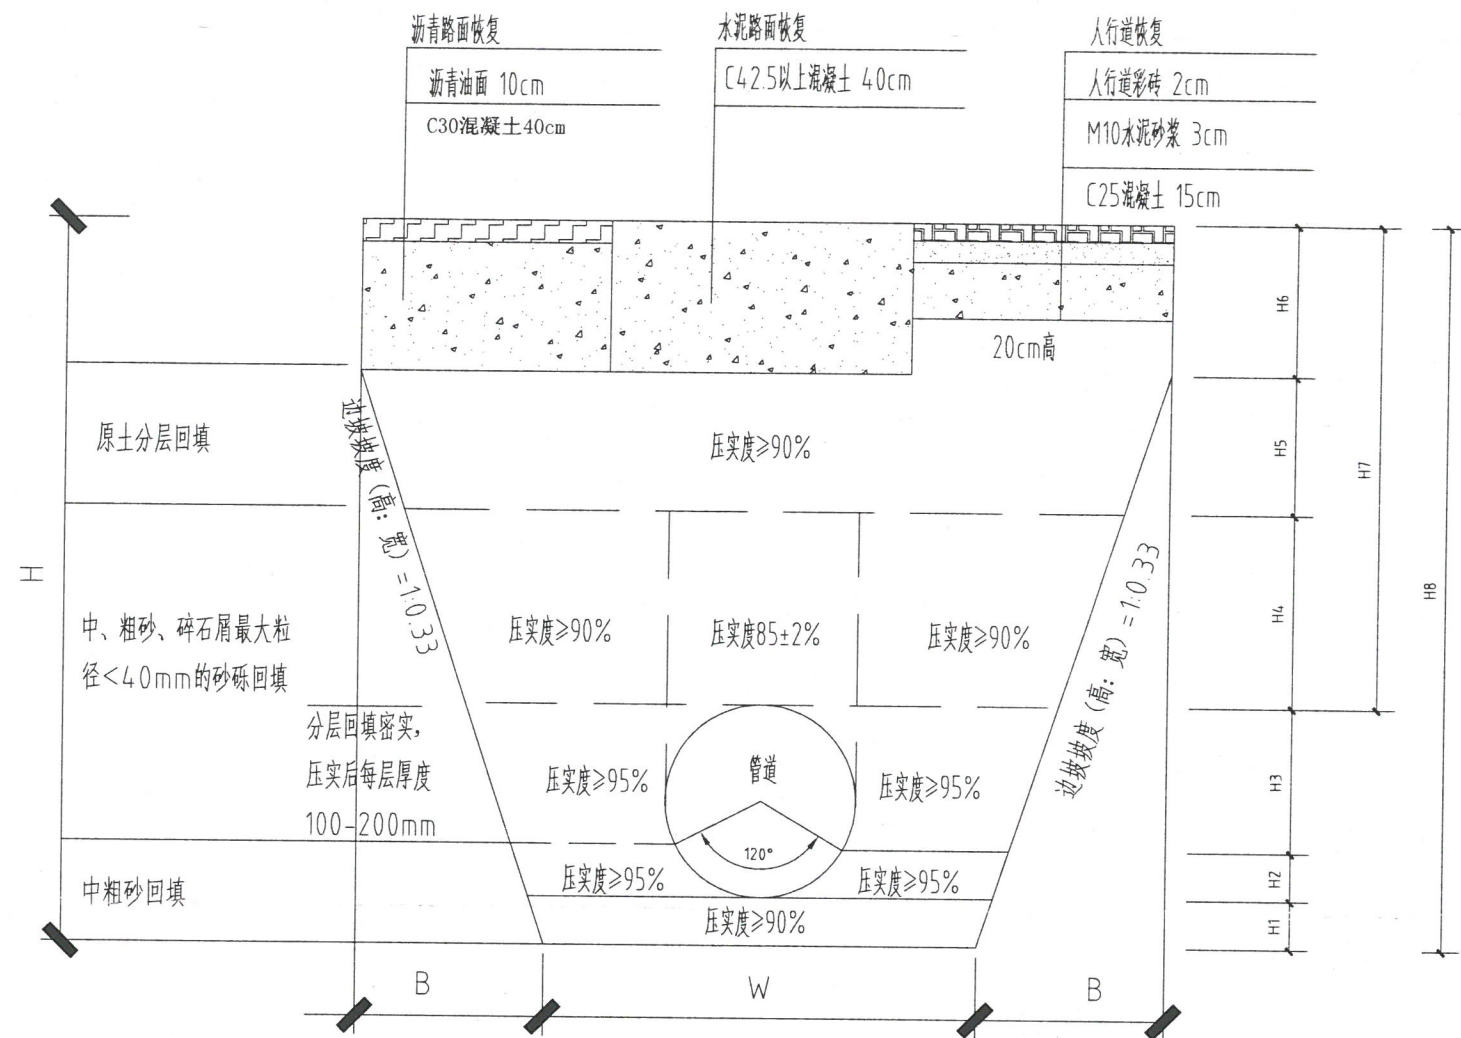 沥青路面恢复
沥青油面 10cm
C30混凝土40cm
水泥路面恢复
C42.5以上混凝土 40cm
人行道恢复
人行道彩砖 2cm
M10水泥砂浆 3cm
C25混凝土 15cm
20cm高
原土分层回填
压实度≥90%
边坡坡度（高：宽）=1:0.33
边坡坡度（高：宽）=1:0.33
中、粗砂、碎石屑最大粒
径<40mm的砂砾回填
压实度≥90%
压实度85±2%
压实度≥90%
分层回填密实，
压实后每层厚度
100-200mm
压实度≥95%
管道
压实度≥95%
120°
中粗砂回填
压实度≥95%
压实度≥95%
压实度≥90%
H
B
W
B
H6
H5
H4
H3
H2
H1
H7
H8